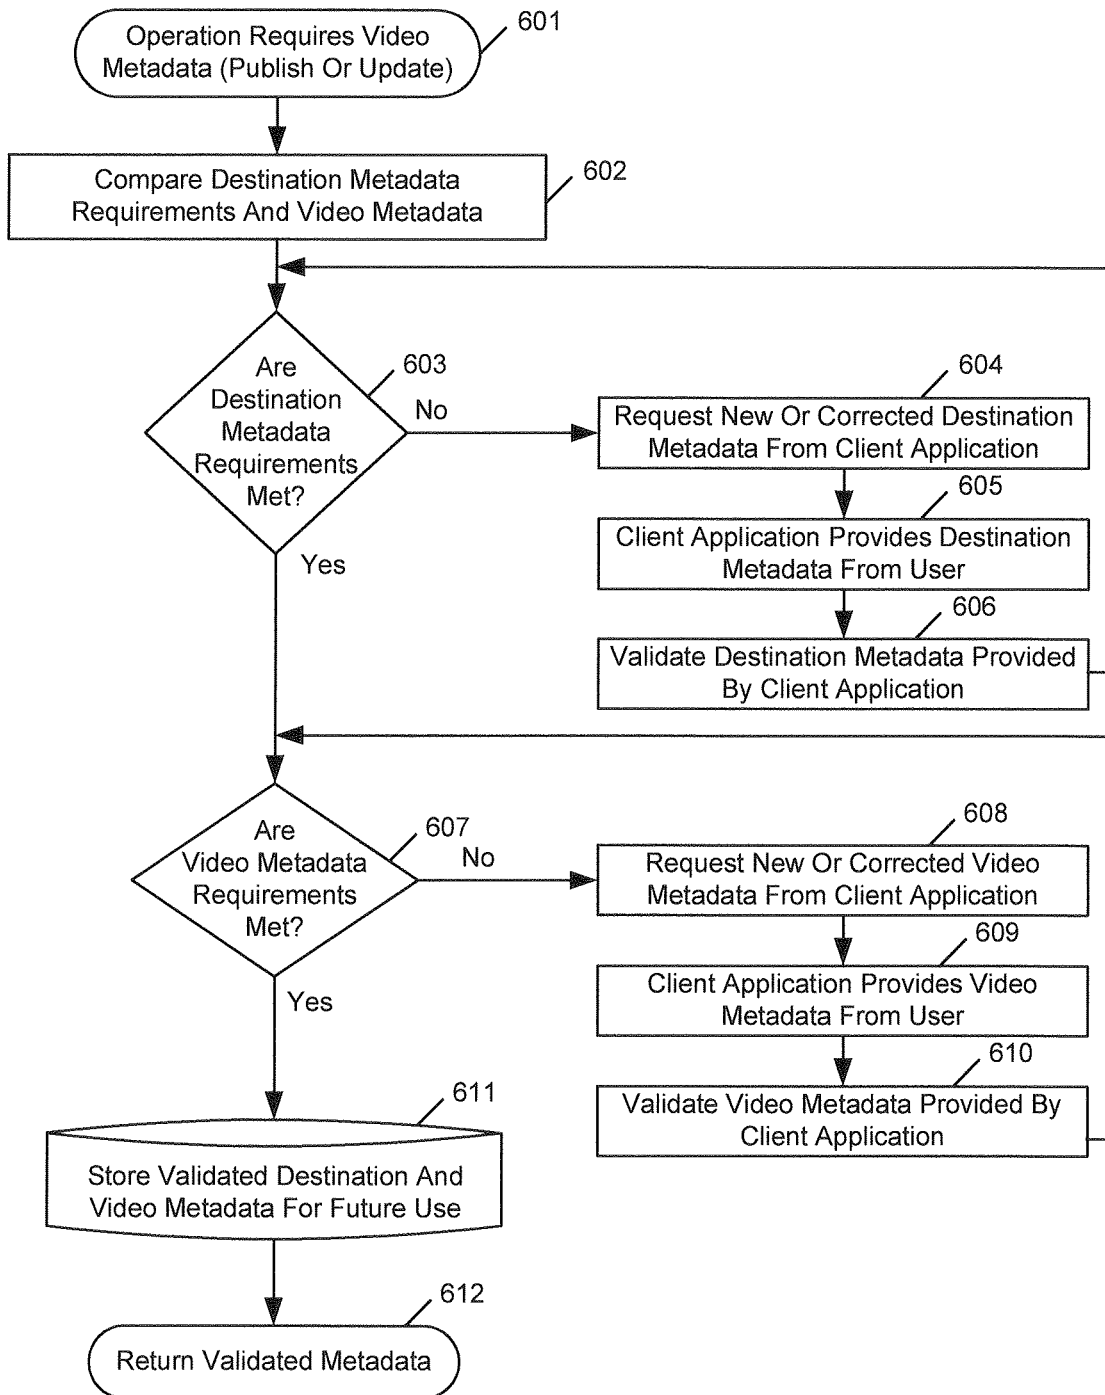 Operation Requires Video
Metadata (Publish Or Update)
601
Compare Destination Metadata
Requirements And Video Metadata
602
Are
Destination
Metadata
Requirements
Met?
603
No
Yes
604
Request New Or Corrected Destination
Metadata From Client Application
605
Client Application Provides Destination
Metadata From User
606
Validate Destination Metadata Provided
By Client Application
Are
Video Metadata
Requirements
Met?
607
No
Yes
608
Request New Or Corrected Video
Metadata From Client Application
609
Client Application Provides Video
Metadata From User
610
Validate Video Metadata Provided By
Client Application
611
Store Validated Destination And
Video Metadata For Future Use
612
Return Validated Metadata